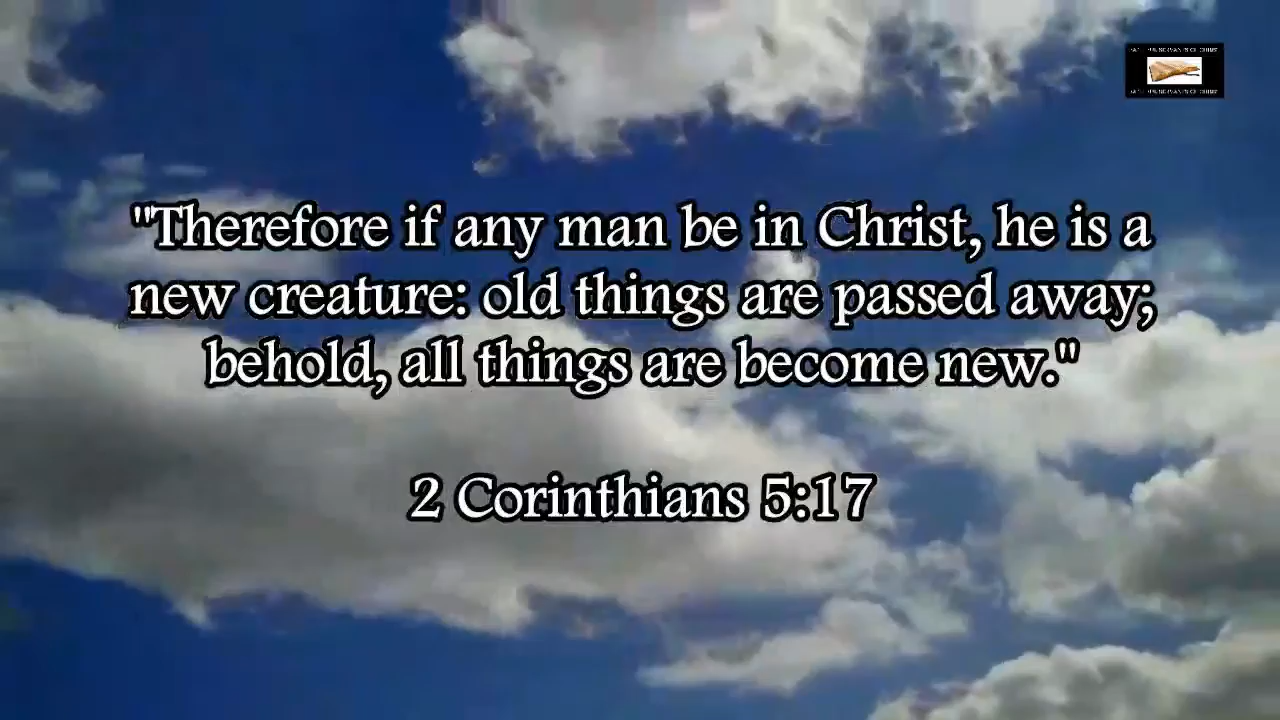 "Therefore if any man be in Christ, he is a
new creature: old things are passed away;
behold, all things are become new."
2 Corinthians 5:17